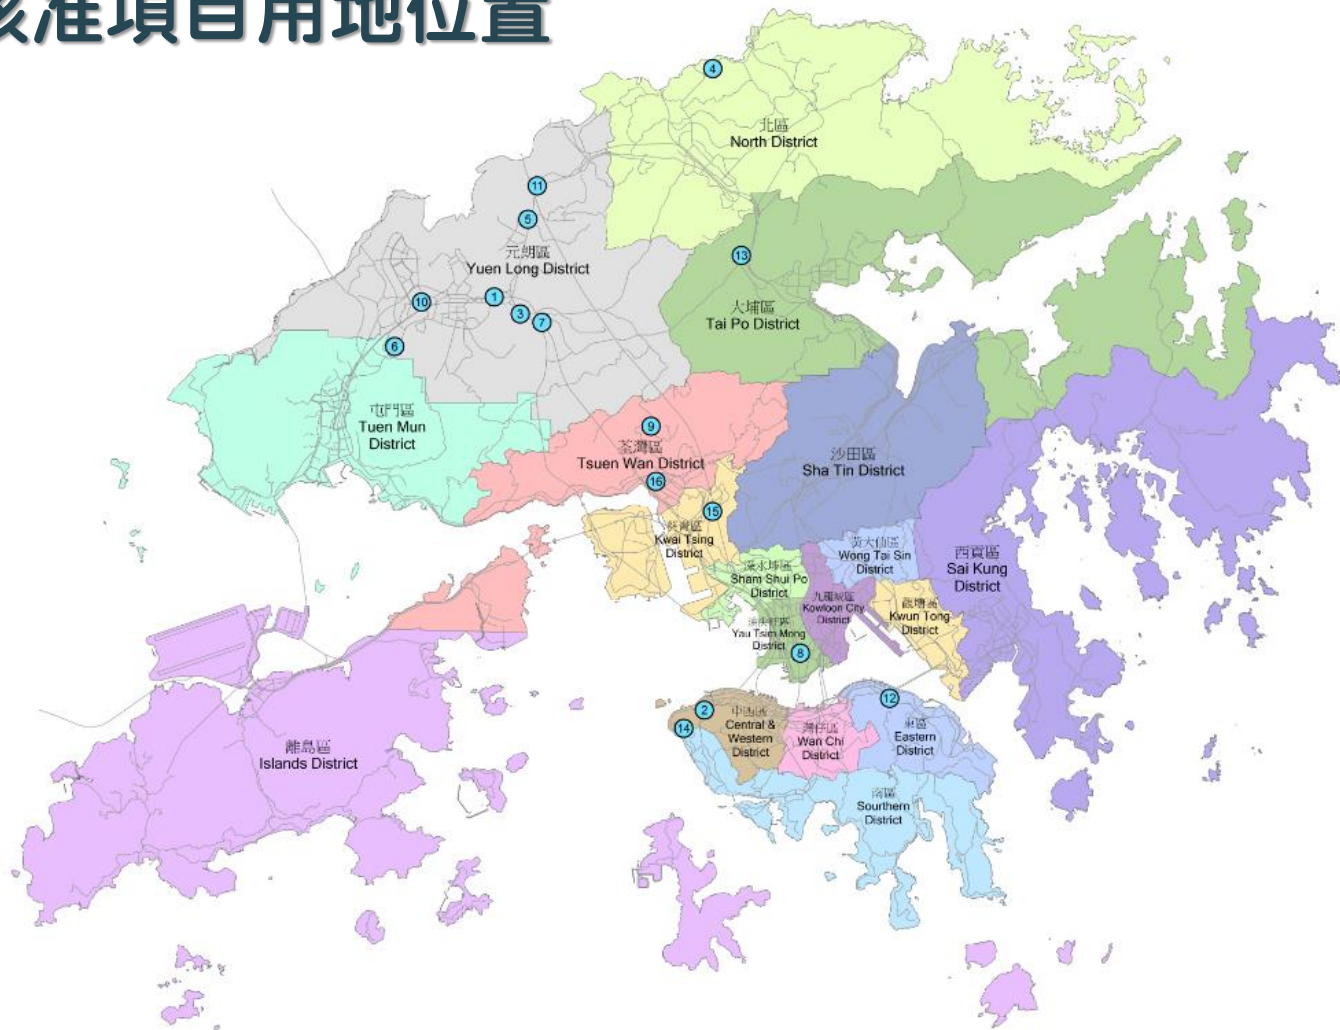 核准項目用地位置
4
北區
North District
11
5
元朗區
Yuen Long District
13
10
1
3
7
大埔區
Tai Po District
6
屯門區
Tuen Mun
District
9
荃灣區
Tsuen Wan District
沙田區
Sha Tin District
16
15
葵青區
Kwai Tsing
District
黃大仙區
Wong Tai Sin
District
西貢區
Sai Kung
District
深水埗區
Sham Shui Po
District
九龍城區
Kowloon City
District
觀塘區
Kwun Tong
District
油尖旺區
Yau Tsim Mong
District
8
12
2
14
中西區
Central &
Western
District
灣仔區
Wan Chi
District
東區
Eastern
District
離島區
Islands District
南區
Sourthern
District